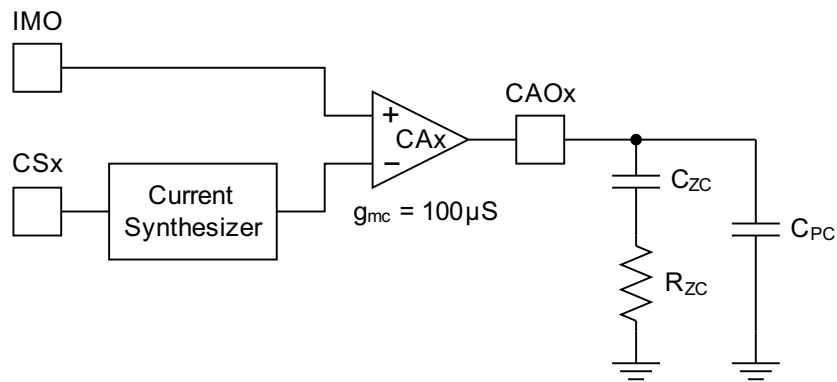 IMO
CSx
Current
Synthesizer
+
CAx
−
g_mc = 100µS
CAOx
C_ZC
R_ZC
C_PC